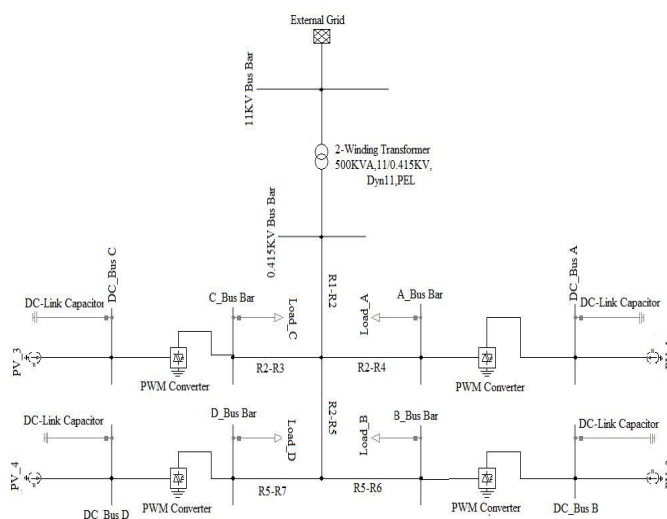 External Grid
11KV Bus Bar
2-Winding Transformer
500KVA,11/0.415KV,
Dyn11,PEL
0.415KV Bus Bar
DC_Bus C
DC_Bus A
DC-Link Capacitor
C_Bus Bar
Load_C
R1-R2
Load_A
A_Bus Bar
DC-Link Capacitor
PV_3
PWM Converter
R2-R3
R2-R4
PWM Converter
DC-Link Capacitor
D_Bus Bar
Load_D
R2-R5
Load_B
B_Bus Bar
DC-Link Capacitor
PV_4
DC_Bus D
PWM Converter
R5-R7
R5-R6
PWM Converter
DC_Bus B